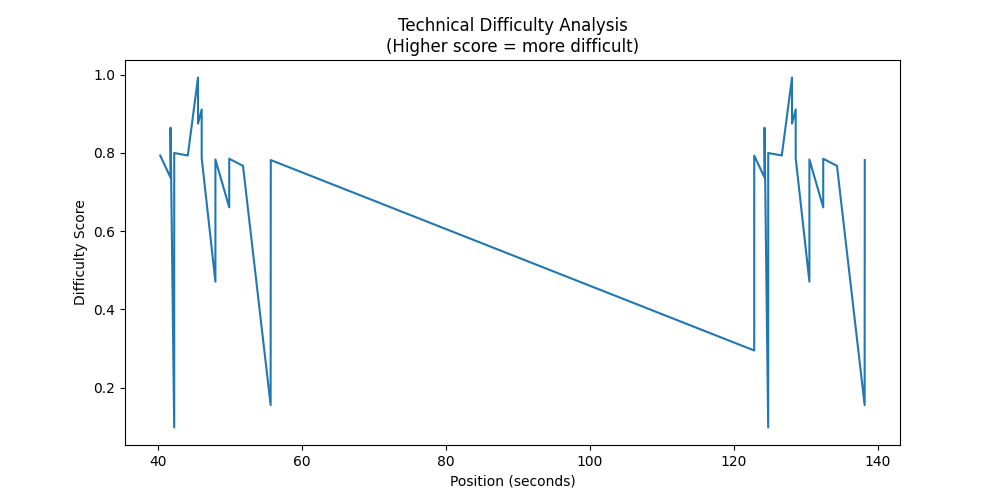 Technical Difficulty Analysis
(Higher score = more difficult)
Difficulty Score
1.0
0.8
0.6
0.4
0.2
40 60 80 100 120 140
Position (seconds)